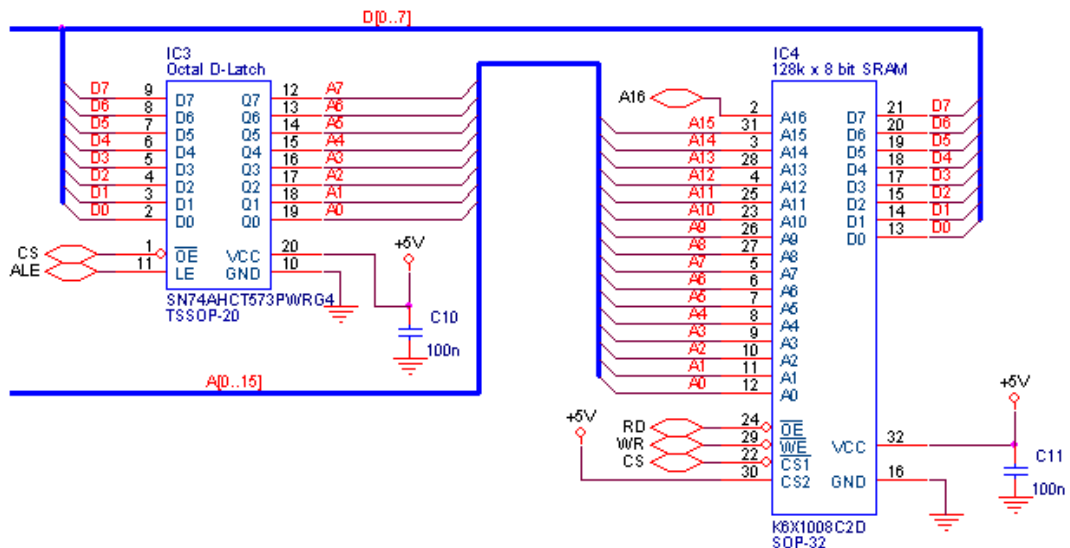 D[0..7]
IC3
Octal D-Latch
D7 9 D7 Q7 12 A7
D6 8 D6 Q6 13 A6
D5 7 D5 Q5 14 A5
D4 6 D4 Q4 15 A4
D3 5 D3 Q3 16 A3
D2 4 D2 Q2 17 A2
D1 3 D1 Q1 18 A1
D0 2 D0 Q0 19 A0
CS 1 OE VCC 20
ALE 11 LE GND 10
SN74AHCT573PWRG4
TSSOP-20
+5V
C10
100n
A[0..15]
IC4
128k x 8 bit SRAM
A16 2 A16 D7 21 D7
A15 31 A15 D6 20 D6
A14 3 A14 D5 19 D5
A13 28 A13 D4 18 D4
A12 4 A12 D3 17 D3
A11 25 A11 D2 15 D2
A10 23 A10 D1 14 D1
A9 26 A9 D0 13 D0
A8 27 A8
A7 5 A7
A6 6 A6
A5 7 A5
A4 8 A4
A3 9 A3
A2 10 A2
A1 11 A1
A0 12 A0
+5V
RD 24 OE
WR 29 WE VCC 32
CS 22 CS1
30 CS2 GND 16
K6X1008C2D
SOP-32
+5V
C11
100n